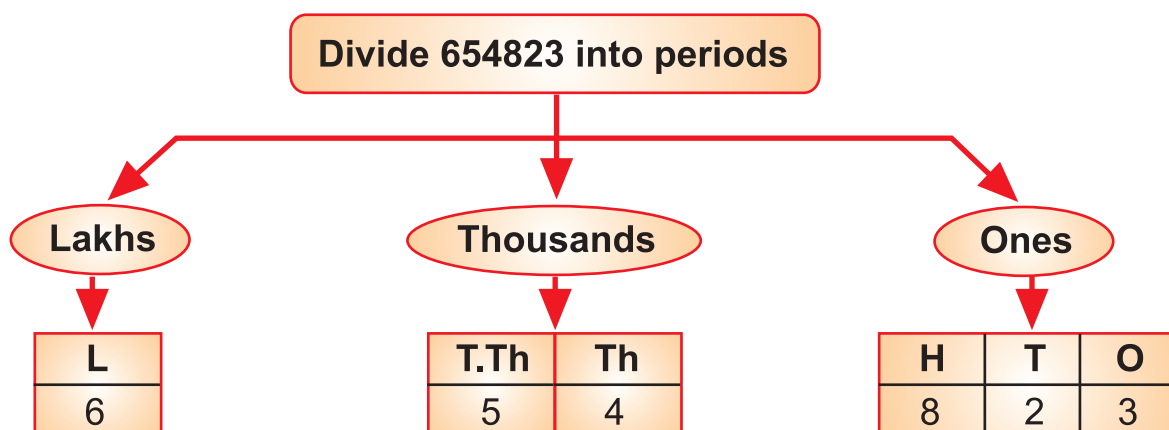 Divide 654823 into periods
Lakhs Thousands Ones
L T.Th Th H T O
6 5 4 8 2 3